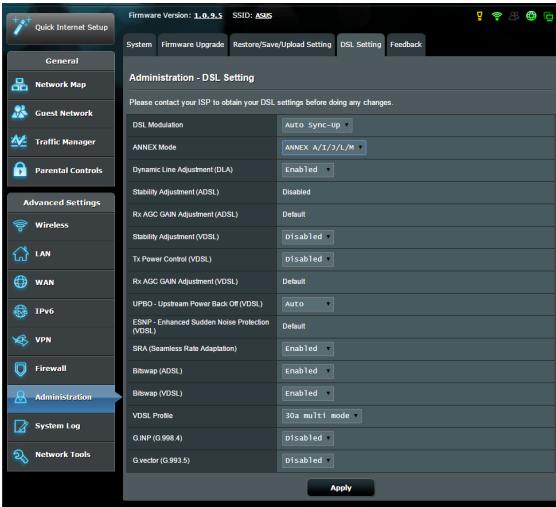 Quick Internet Setup
General
Network Map
Guest Network
Traffic Manager
Parental Controls
Advanced Settings
Wireless
LAN
WAN
IPv6
VPN
Firewall
Administration
System Log
Network Tools
Firmware Version: 1.0.9.5 SSID: ASUS
System Firmware Upgrade Restore/Save/Upload Setting DSL Setting Feedback
Administration - DSL Setting
Please contact your ISP to obtain your DSL settings before doing any changes.
DSL Modulation Auto Sync-Up
ANNEX Mode ANNEX A/I/J/L/M
Dynamic Line Adjustment (DLA) Enabled
Stability Adjustment (ADSL) Disabled
Rx AGC GAIN Adjustment (ADSL) Default
Stability Adjustment (VDSL) Disabled
Tx Power Control (VDSL) Disabled
Rx AGC GAIN Adjustment (VDSL) Default
UPBO - Upstream Power Back Off (VDSL) Auto
ESNP - Enhanced Sudden Noise Protection
(VDSL) Default
SRA (Seamless Rate Adaptation) Enabled
Bitswap (ADSL) Enabled
Bitswap (VDSL) Enabled
VDSL Profile 30a multi mode
G.INP (G.998.4) Disabled
G.vector (G.993.5) Disabled
Apply